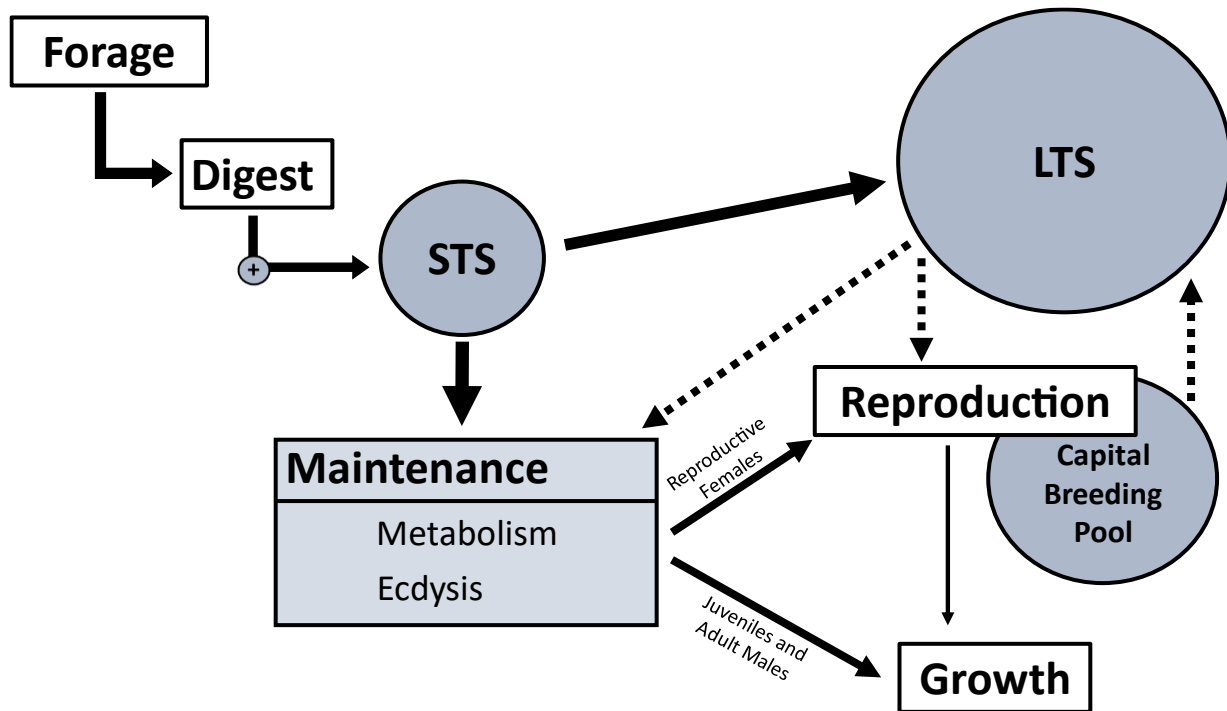 Forage
Digest
+
STS
LTS
Maintenance
Metabolism
Ecdysis
Reproductive
Females
Juveniles and
Adult Males
Reproduction
Capital
Breeding
Pool
Growth